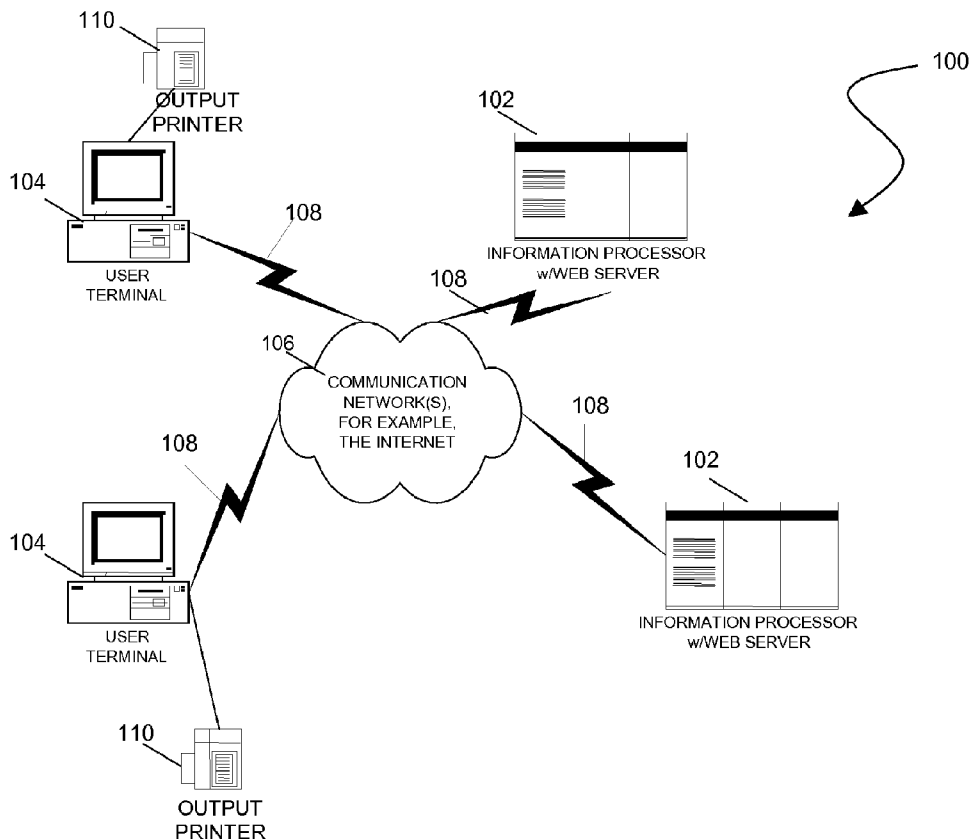 110
100
OUTPUT
PRINTER
102
104
108
USER
TERMINAL
INFORMATION PROCESSOR
w/WEB SERVER
108
106
COMMUNICATION
NETWORK(S),
FOR EXAMPLE,
THE INTERNET
108
108
102
104
USER
TERMINAL
INFORMATION PROCESSOR
w/WEB SERVER
110
OUTPUT
PRINTER